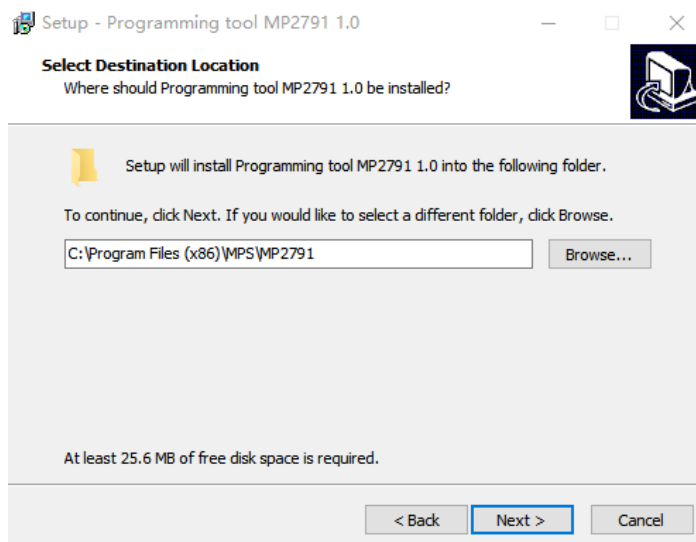 Setup - Programming tool MP2791 1.0
Select Destination Location
Where should Programming tool MP2791 1.0 be installed?
Setup will install Programming tool MP2791 1.0 into the following folder.
To continue, click Next. If you would like to select a different folder, click Browse.
C:\Program Files (x86)\MPS\MP2791
Browse...
At least 25.6 MB of free disk space is required.
< Back
Next >
Cancel